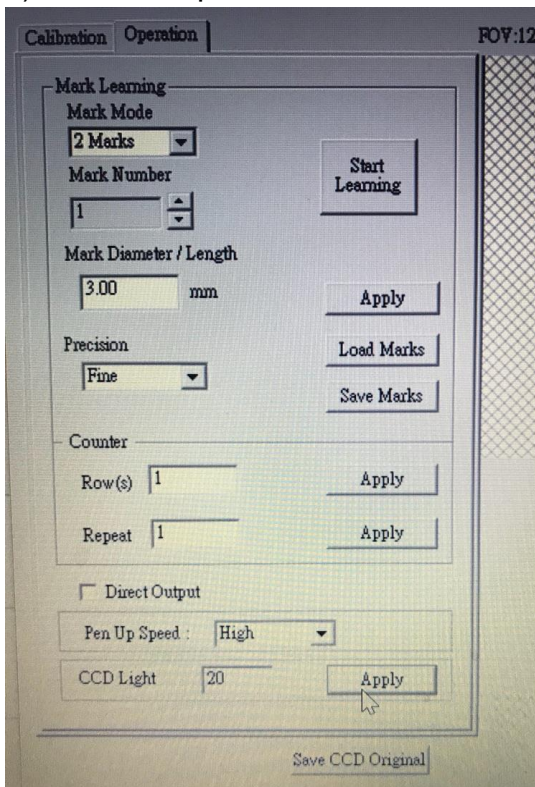 Calibration Operation FOV:12
Mark Learning
Mark Mode
2 Marks
Start
Learning
Mark Number
1
Mark Diameter / Length
3.00 mm Apply
Precision Load Marks
Fine
Save Marks
Counter
Row(s) 1 Apply
Repeat 1 Apply
Direct Output
Pen Up Speed : High
CCD Light 20 Apply
Save CCD Original